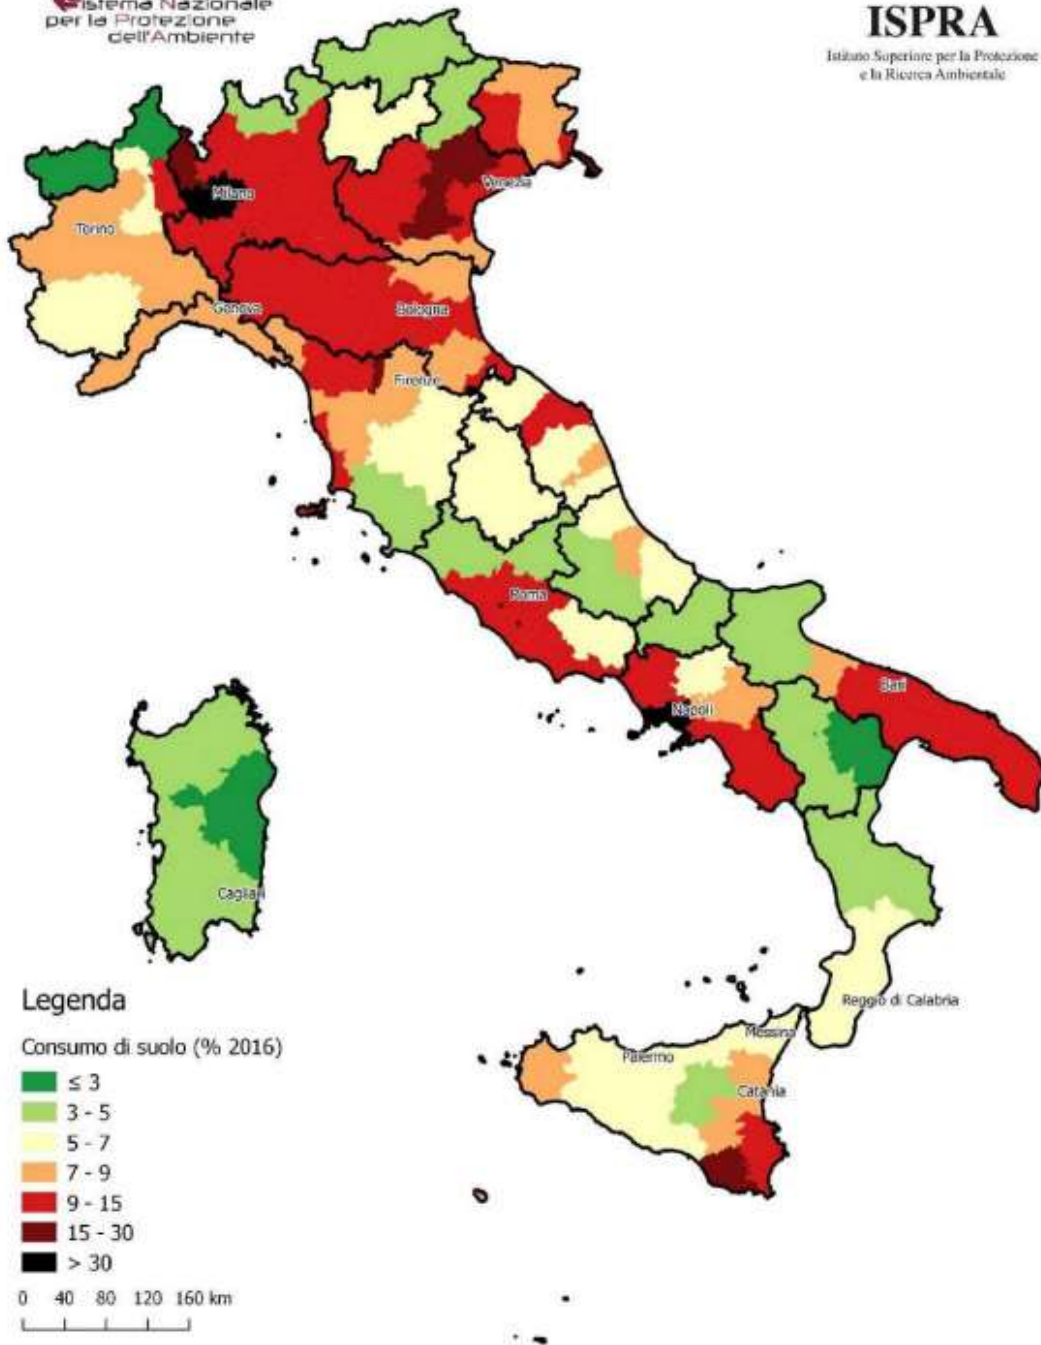 Sistema Nazionale
per la Protezione
dell'Ambiente
ISPRA
Istituto Superiore per la Protezione
e la Ricerca Ambientale
Milano
Venezia
Torino
Genova
Bologna
Firenze
Roma
Bari
Napoli
Cagliari
Reggio di Calabria
Messina
Palermo
Catania
Legenda
Consumo di suolo (% 2016)
≤ 3
3 - 5
5 - 7
7 - 9
9 - 15
15 - 30
> 30
0 40 80 120 160 km